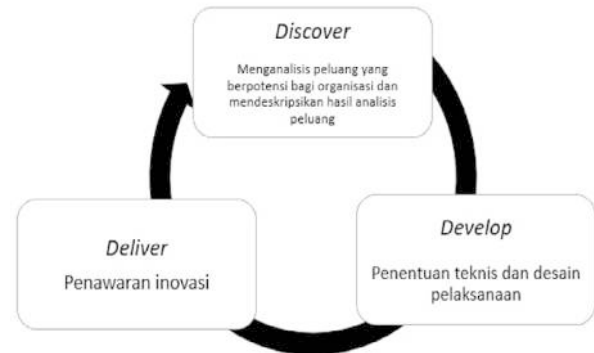 Discover
Menganalisis peluang yang
berpotensi bagi organisasi dan
mendeskripsikan hasil analisis
peluang
Develop
Penentuan teknis dan desain
pelaksanaan
Deliver
Penawaran inovasi